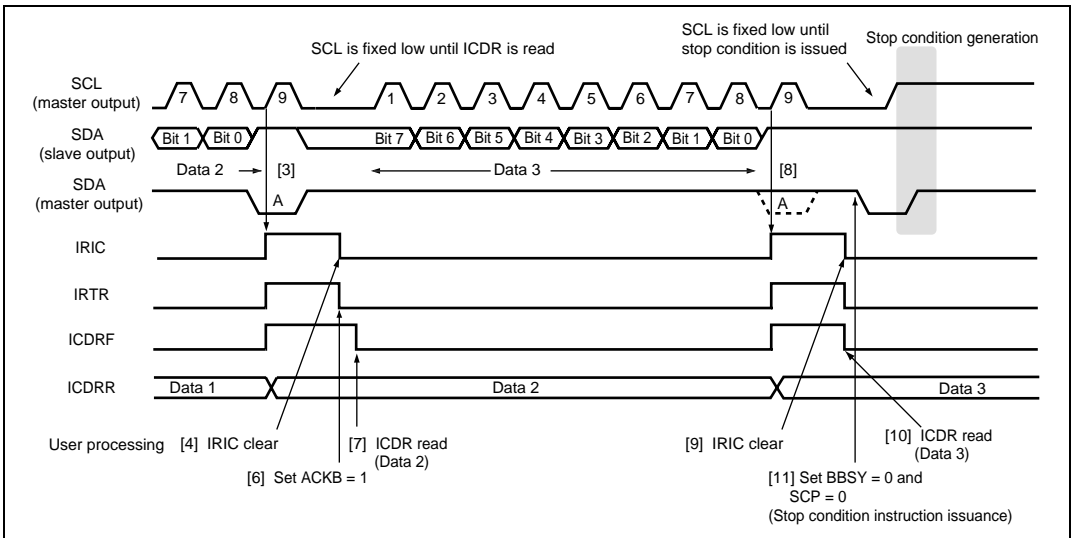 SCL is fixed low until ICDR is read
SCL is fixed low until
stop condition is issued
Stop condition generation
SCL
(master output)
7 8 9 1 2 3 4 5 6 7 8 9
SDA
(slave output)
Bit 1 Bit 0 Bit 7 Bit 6 Bit 5 Bit 4 Bit 3 Bit 2 Bit 1 Bit 0
Data 2 [3] Data 3 [8]
SDA
(master output)
A A
IRIC
IRTR
ICDRF
ICDRR
Data 1 Data 2 Data 3
User processing
[4] IRIC clear
[7] ICDR read
(Data 2)
[6] Set ACKB = 1
[9] IRIC clear
[10] ICDR read
(Data 3)
[11] Set BBSY = 0 and
SCP = 0
(Stop condition instruction issuance)